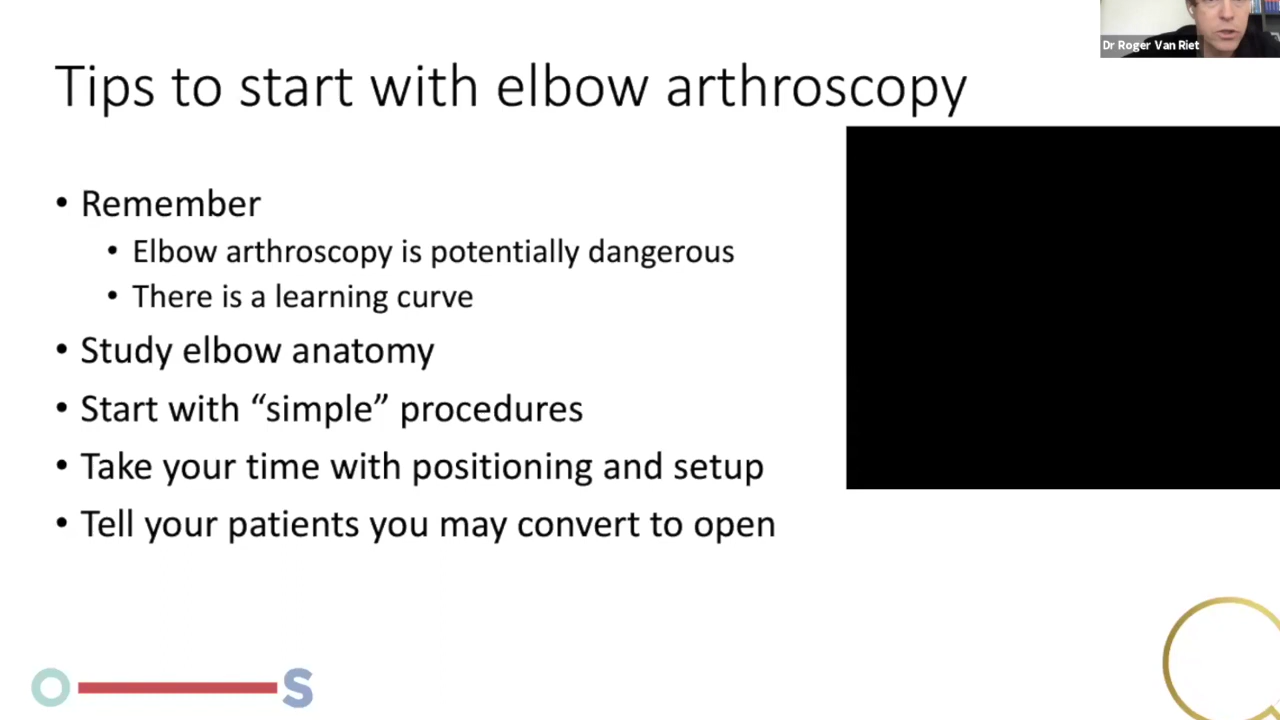 Dr Roger Van Riet
Tips to start with elbow arthroscopy
• Remember
• Elbow arthroscopy is potentially dangerous
• There is a learning curve
• Study elbow anatomy
• Start with “simple” procedures
• Take your time with positioning and setup
• Tell your patients you may convert to open
O S